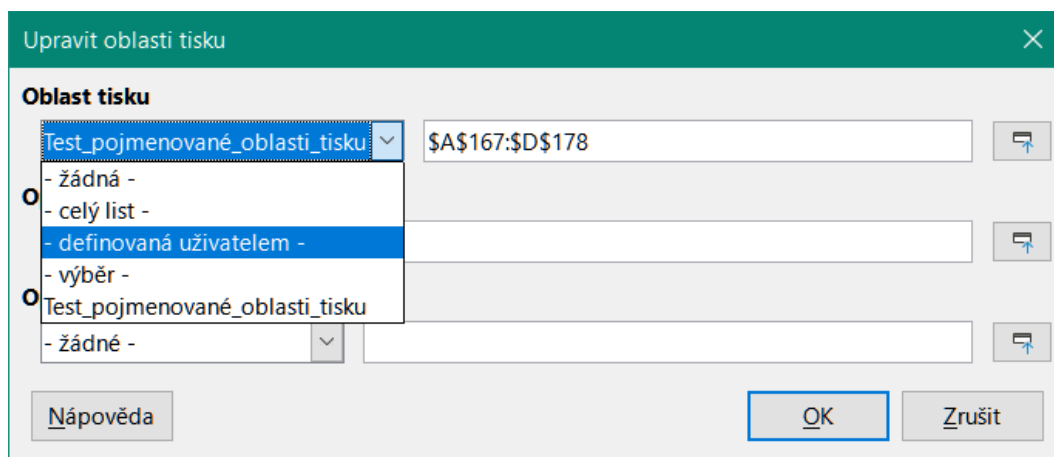 Upravit oblasti tisku
Oblast tisku
Test_pojmenované_oblasti_tisku $A$167:$D$178
- žádná -
- celý list -
- definovaná uživatelem -
- výběr -
Test_pojmenované_oblasti_tisku
- žádné -
Nápověda OK Zrušit